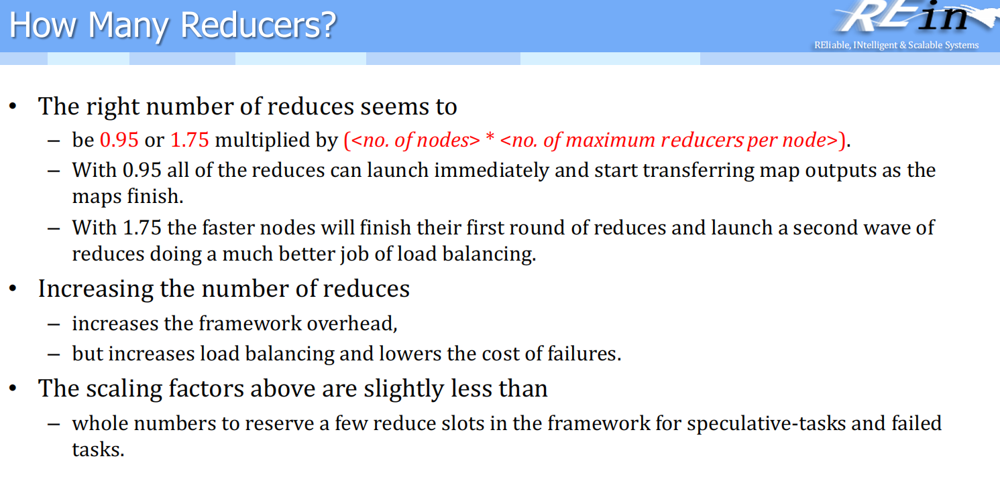 How Many Reducers?
REin
REliable, INtelligent & Scalable Systems
• The right number of reduces seems to
– be 0.95 or 1.75 multiplied by (<no. of nodes> * <no. of maximum reducers per node>).
– With 0.95 all of the reduces can launch immediately and start transferring map outputs as the
maps finish.
– With 1.75 the faster nodes will finish their first round of reduces and launch a second wave of
reduces doing a much better job of load balancing.
• Increasing the number of reduces
– increases the framework overhead,
– but increases load balancing and lowers the cost of failures.
• The scaling factors above are slightly less than
– whole numbers to reserve a few reduce slots in the framework for speculative-tasks and failed
tasks.